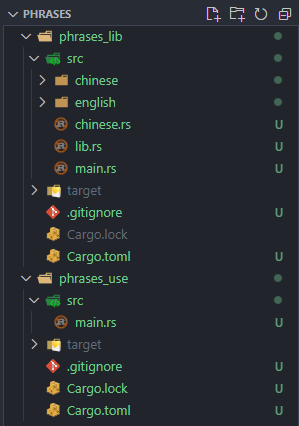 PHRASES
phrases_lib
src
chinese
english
chinese.rs U
lib.rs U
main.rs U
target
.gitignore U
Cargo.lock
Cargo.toml U
phrases_use
src
main.rs U
target
.gitignore U
Cargo.lock U
Cargo.toml U